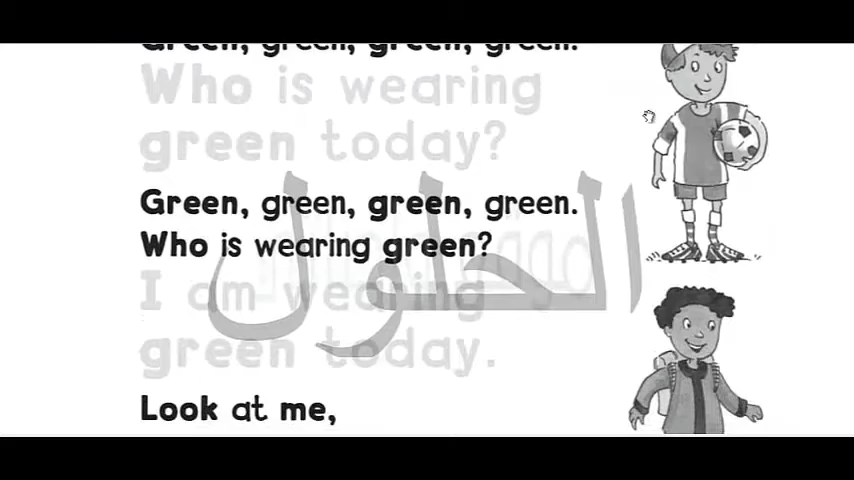 Green, green, green, green.
Who is wearing
green today?
Green, green, green, green.
Who is wearing green?
I am wearing
green today.
Look at me,
الحلول